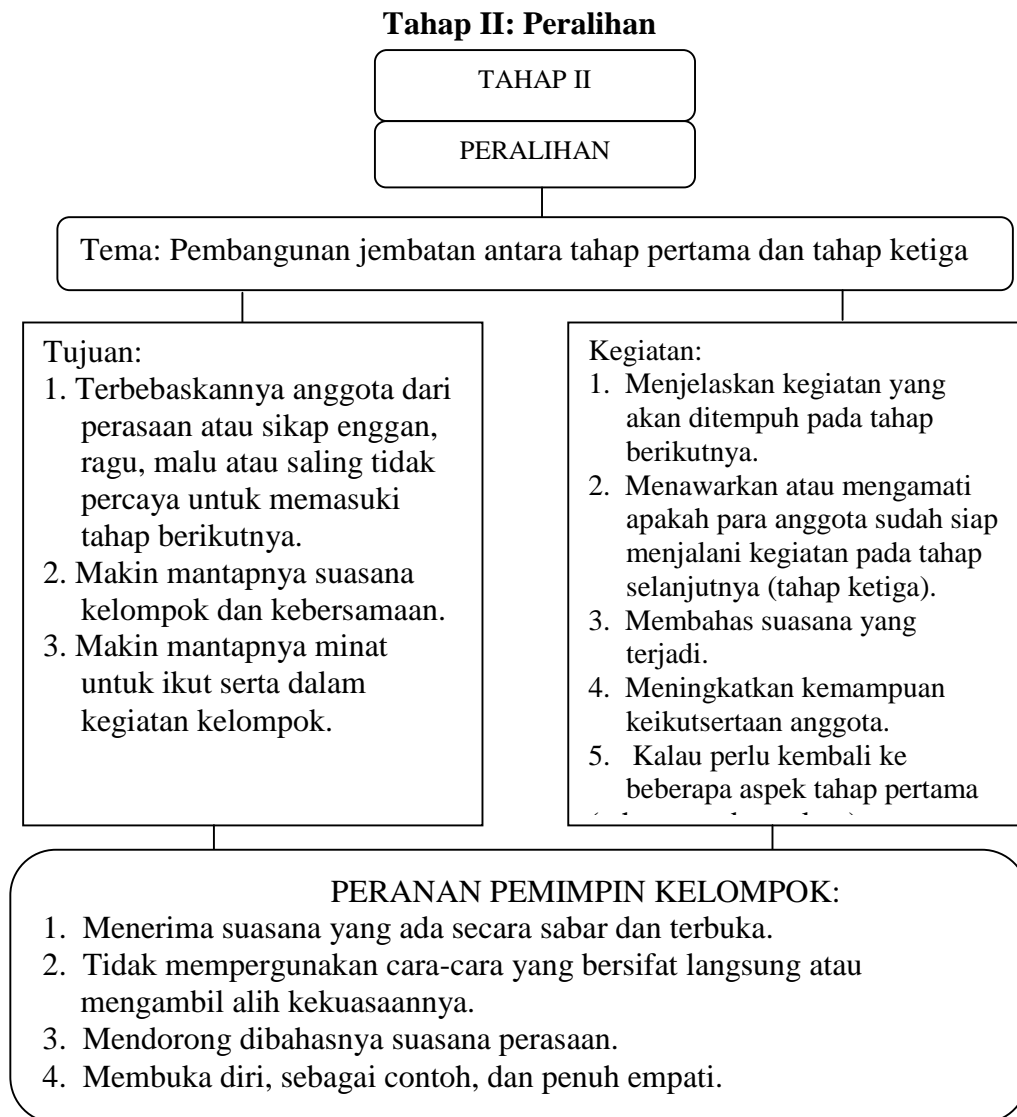 Tahap II: Peralihan
TAHAP II
PERALIHAN
Tema: Pembangunan jembatan antara tahap pertama dan tahap ketiga
Tujuan:
1. Terbebaskannya anggota dari
perasaan atau sikap enggan,
ragu, malu atau saling tidak
percaya untuk memasuki
tahap berikutnya.
2. Makin mantapnya suasana
kelompok dan kebersamaan.
3. Makin mantapnya minat
untuk ikut serta dalam
kegiatan kelompok.
Kegiatan:
1. Menjelaskan kegiatan yang
akan ditempuh pada tahap
berikutnya.
2. Menawarkan atau mengamati
apakah para anggota sudah siap
menjalani kegiatan pada tahap
selanjutnya (tahap ketiga).
3. Membahas suasana yang
terjadi.
4. Meningkatkan kemampuan
keikutsertaan anggota.
5. Kalau perlu kembali ke
beberapa aspek tahap pertama
PERANAN PEMIMPIN KELOMPOK:
1. Menerima suasana yang ada secara sabar dan terbuka.
2. Tidak mempergunakan cara-cara yang bersifat langsung atau
mengambil alih kekuasaannya.
3. Mendorong dibahasnya suasana perasaan.
4. Membuka diri, sebagai contoh, dan penuh empati.